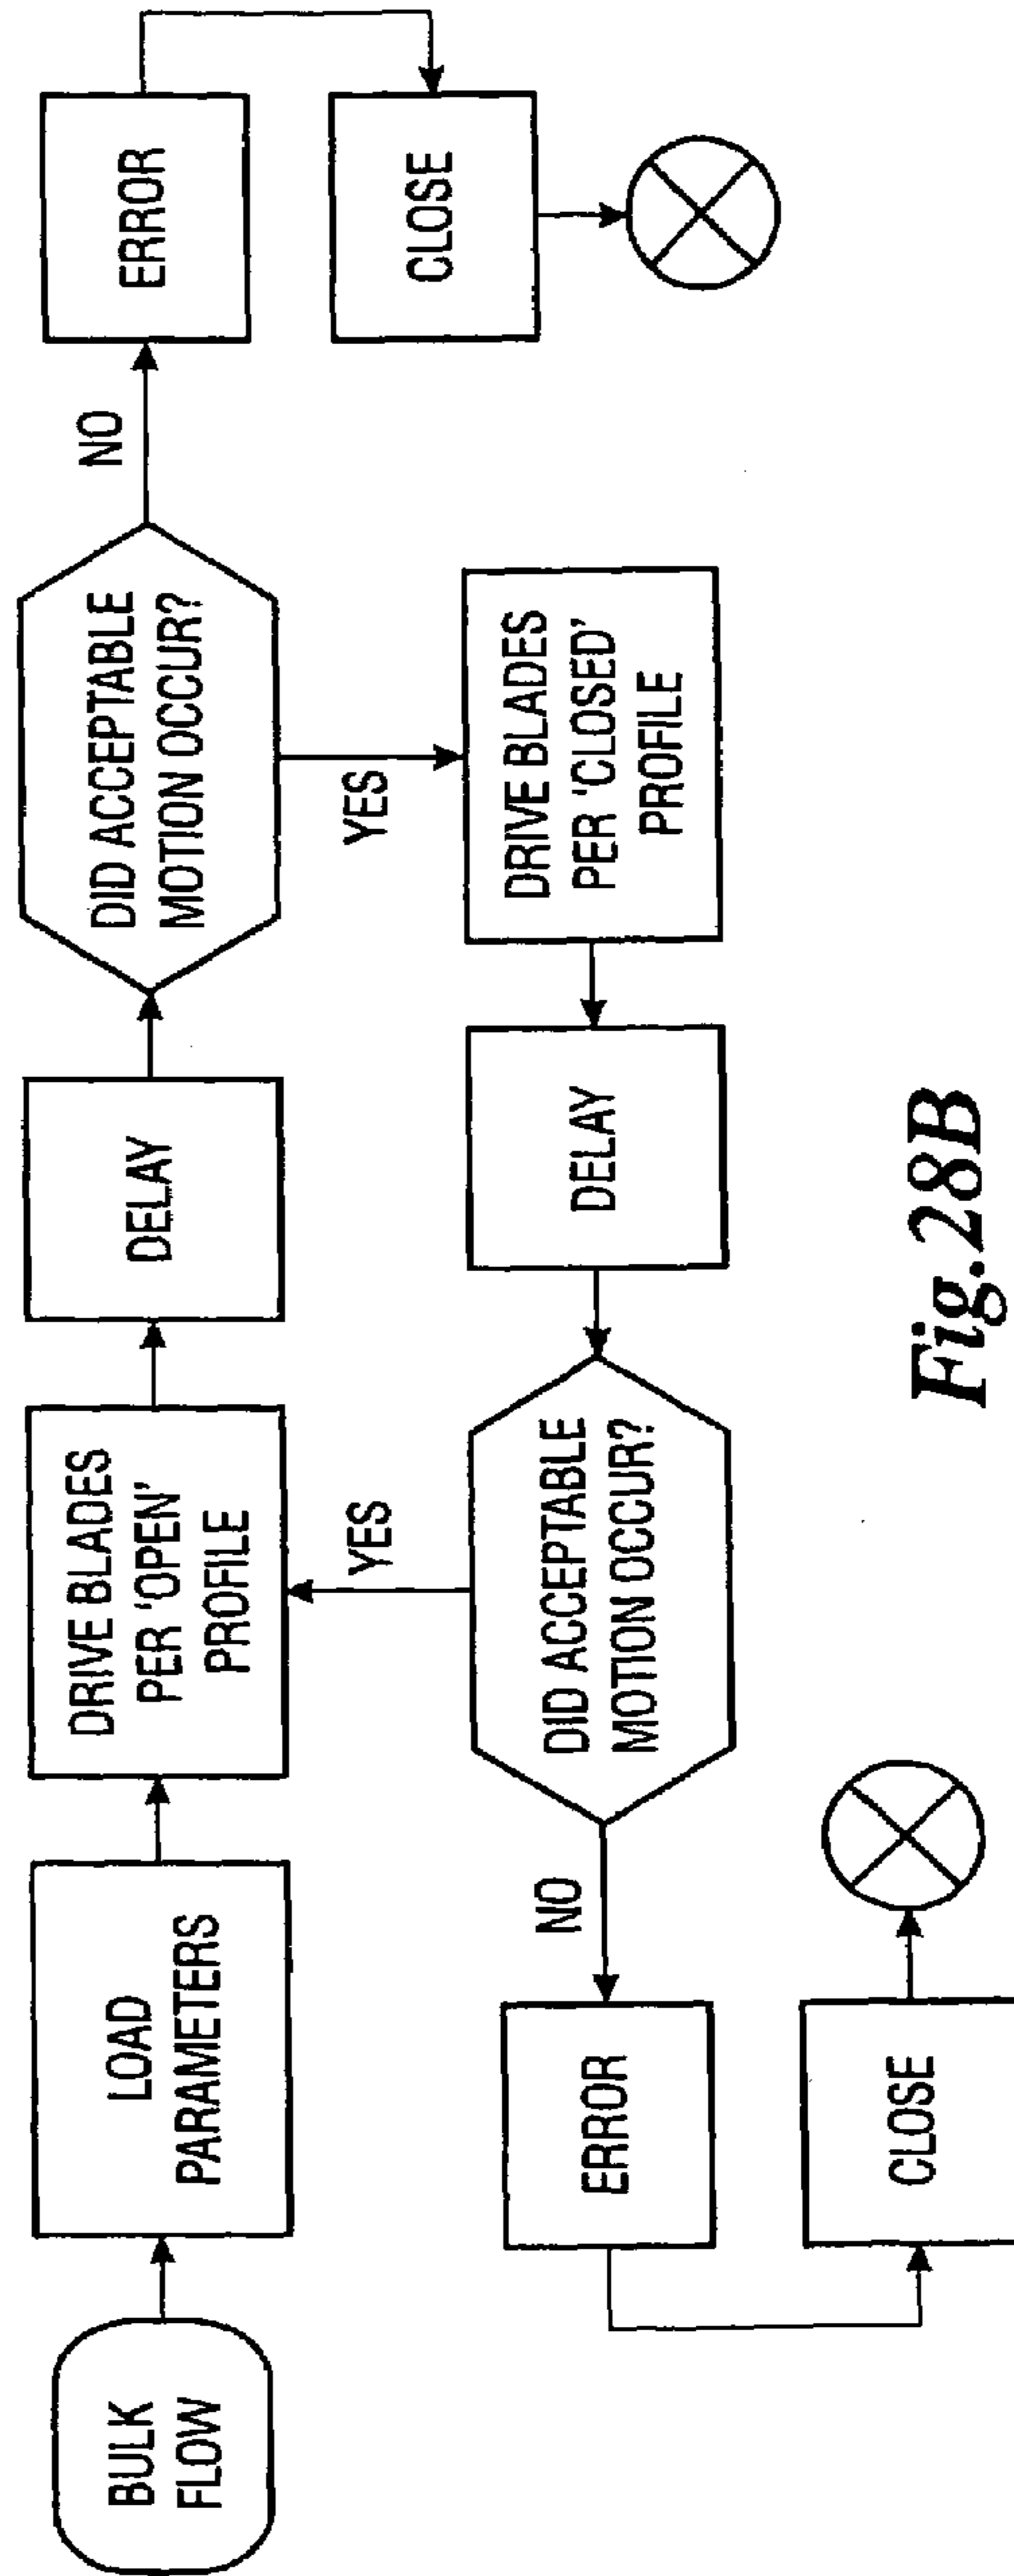 BULK
FLOW
LOAD
PARAMETERS
DRIVE BLADES
PER 'OPEN'
PROFILE
DELAY
DID ACCEPTABLE
MOTION OCCUR?
NO
ERROR
CLOSE
YES
DRIVE BLADES
PER 'CLOSED'
PROFILE
DELAY
DID ACCEPTABLE
MOTION OCCUR?
YES
NO
ERROR
CLOSE
Fig.28B